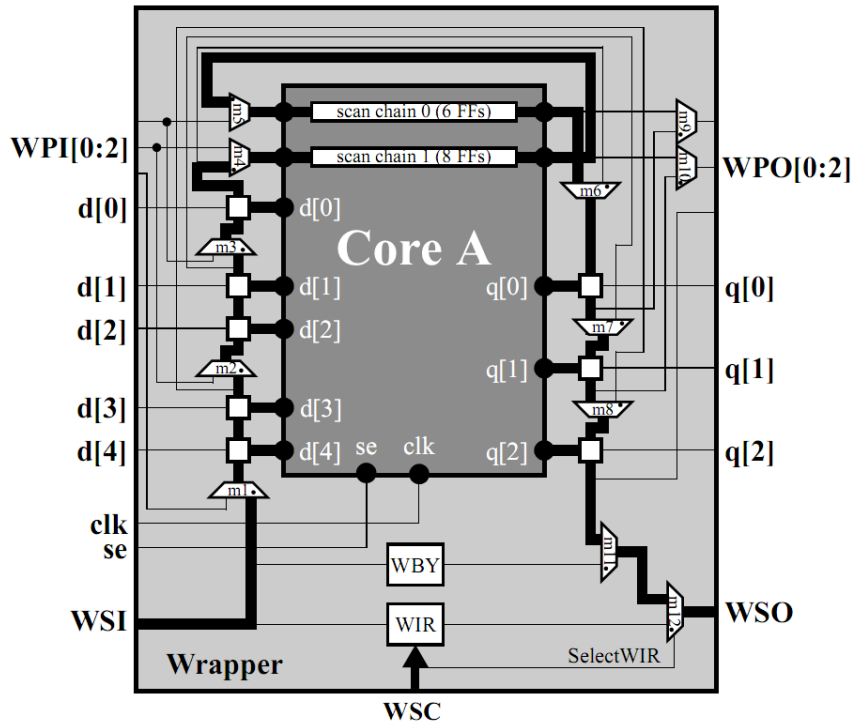 m5
scan chain 0 (6 FFs)
m9
WPI[0:2]
m4
scan chain 1 (8 FFs)
m10
WPO[0:2]
m6
d[0]
d[0]
m3
Core A
d[1]
d[1]
q[0]
q[0]
d[2]
d[2]
m7
m2
q[1]
q[1]
d[3]
d[3]
m8
d[4]
d[4]
se
clk
q[2]
q[2]
m1
clk
se
m11
WBY
m12
WSI
WIR
WSO
Wrapper
SelectWIR
WSC